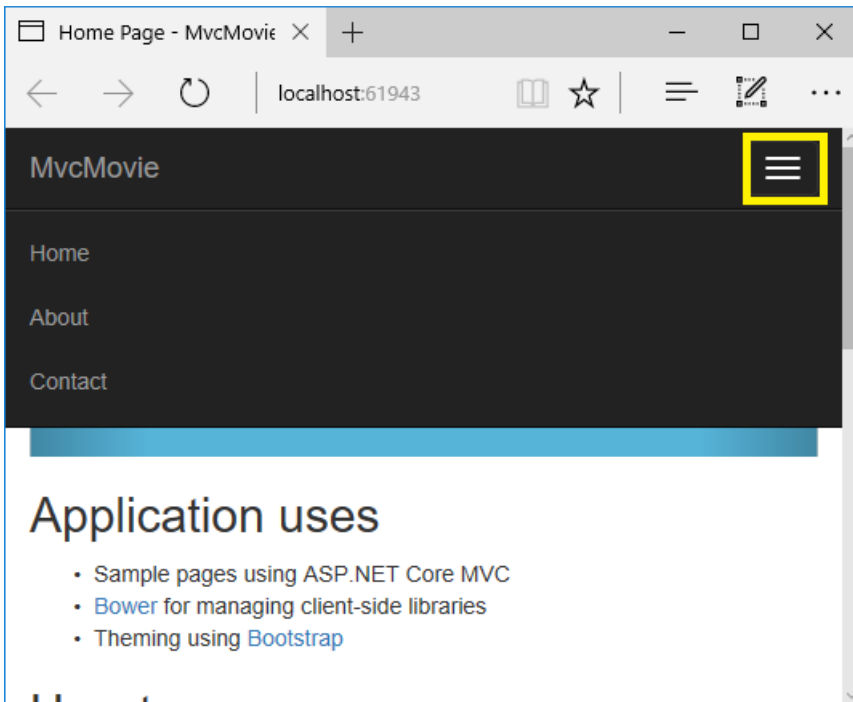 Home Page - MvcMovie
localhost:61943
MvcMovie
Home
About
Contact
Application uses
• Sample pages using ASP.NET Core MVC
• Bower for managing client-side libraries
• Theming using Bootstrap